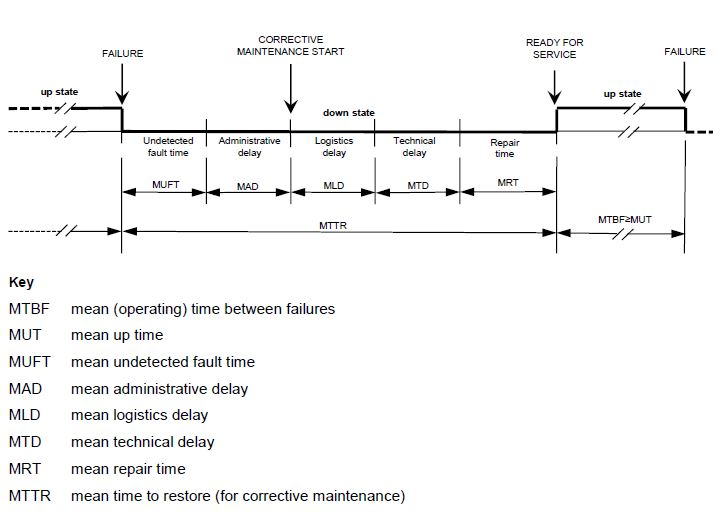 CORRECTIVE
MAINTENANCE START
READY FOR
SERVICE
FAILURE
FAILURE
up state
up state
down state
Undetected
fault time
Administrative
delay
Logistics
delay
Technical
delay
Repair
time
MUFT
MAD
MLD
MTD
MRT
MTTR
MTBF≥MUT
Key
MTBF mean (operating) time between failures
MUT mean up time
MUFT mean undetected fault time
MAD mean administrative delay
MLD mean logistics delay
MTD mean technical delay
MRT mean repair time
MTTR mean time to restore (for corrective maintenance)